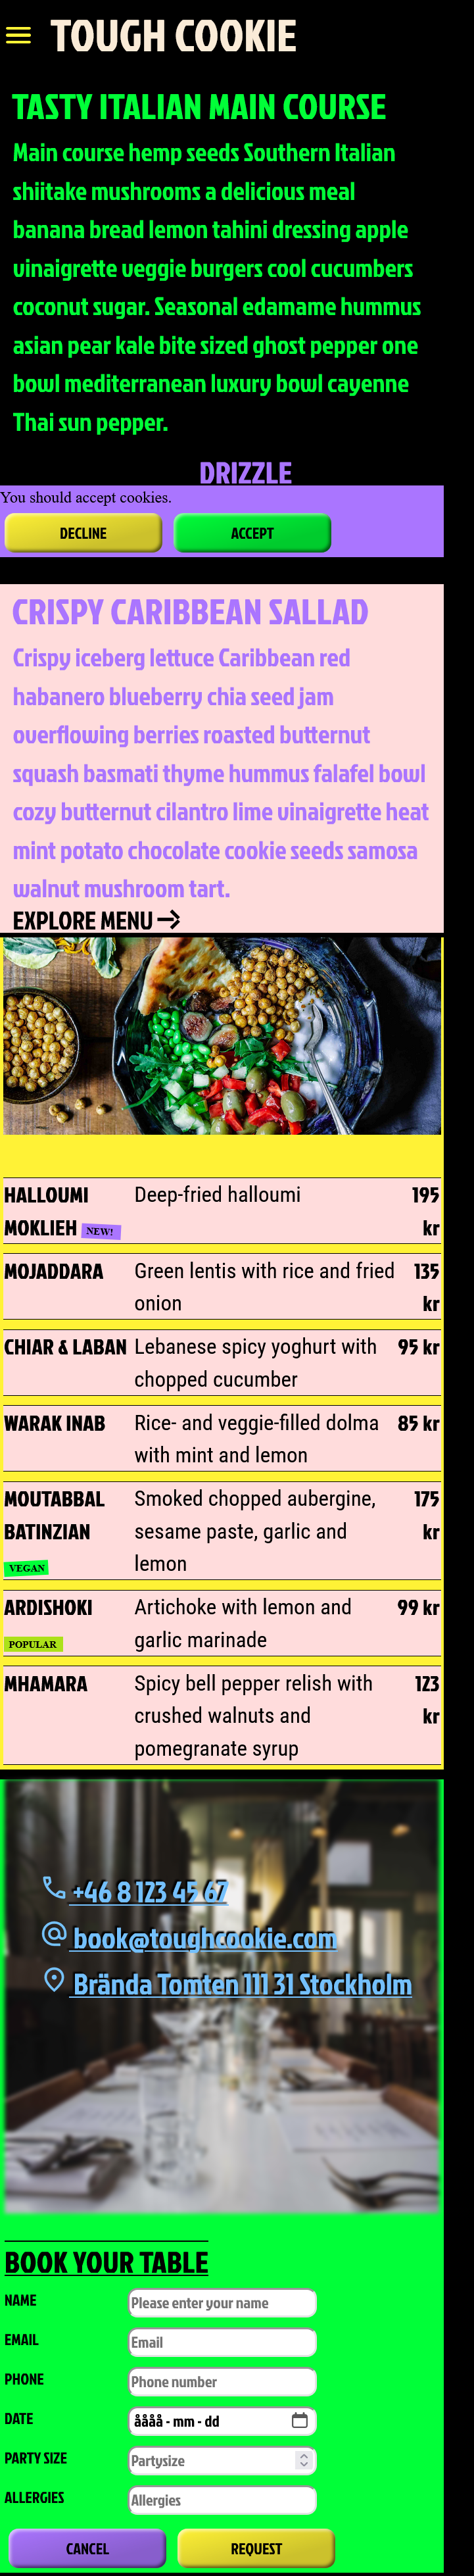 TOUGH COOKIE
TASTY ITALIAN MAIN COURSE
Main course hemp seeds Southern Italian
shiitake mushrooms a delicious meal
banana bread lemon tahini dressing apple
vinaigrette veggie burgers cool cucumbers
coconut sugar. Seasonal edamame hummus
asian pear kale bite sized ghost pepper one
bowl mediterranean luxury bowl cayenne
Thai sun pepper.
DRIZZLE
You should accept cookies.
DECLINE ACCEPT
CRISPY CARIBBEAN SALLAD
Crispy iceberg lettuce Caribbean red
habanero blueberry chia seed jam
overflowing berries roasted butternut
squash basmati thyme hummus falafel bowl
cozy butternut cilantro lime vinaigrette heat
mint potato chocolate cookie seeds samosa
walnut mushroom tart.
EXPLORE MENU
HALLOUMI Deep-fried halloumi 195
MOKLIEH NEW! kr
MOJADDARA Green lentis with rice and fried 135
onion kr
CHIAR & LABAN Lebanese spicy yoghurt with 95 kr
chopped cucumber
WARAK INAB Rice- and veggie-filled dolma 85 kr
with mint and lemon
MOUTABBAL Smoked chopped aubergine, 175
BATINZIAN sesame paste, garlic and kr
VEGAN lemon
ARDISHOKI Artichoke with lemon and 99 kr
POPULAR garlic marinade
MHAMARA Spicy bell pepper relish with 123
crushed walnuts and kr
pomegranate syrup
+46 8 123 45 67
book@toughcookie.com
Brända Tomten 111 31 Stockholm
BOOK YOUR TABLE
NAME Please enter your name
EMAIL Email
PHONE Phone number
DATE åååå - mm - dd
PARTY SIZE Partysize
ALLERGIES Allergies
CANCEL REQUEST